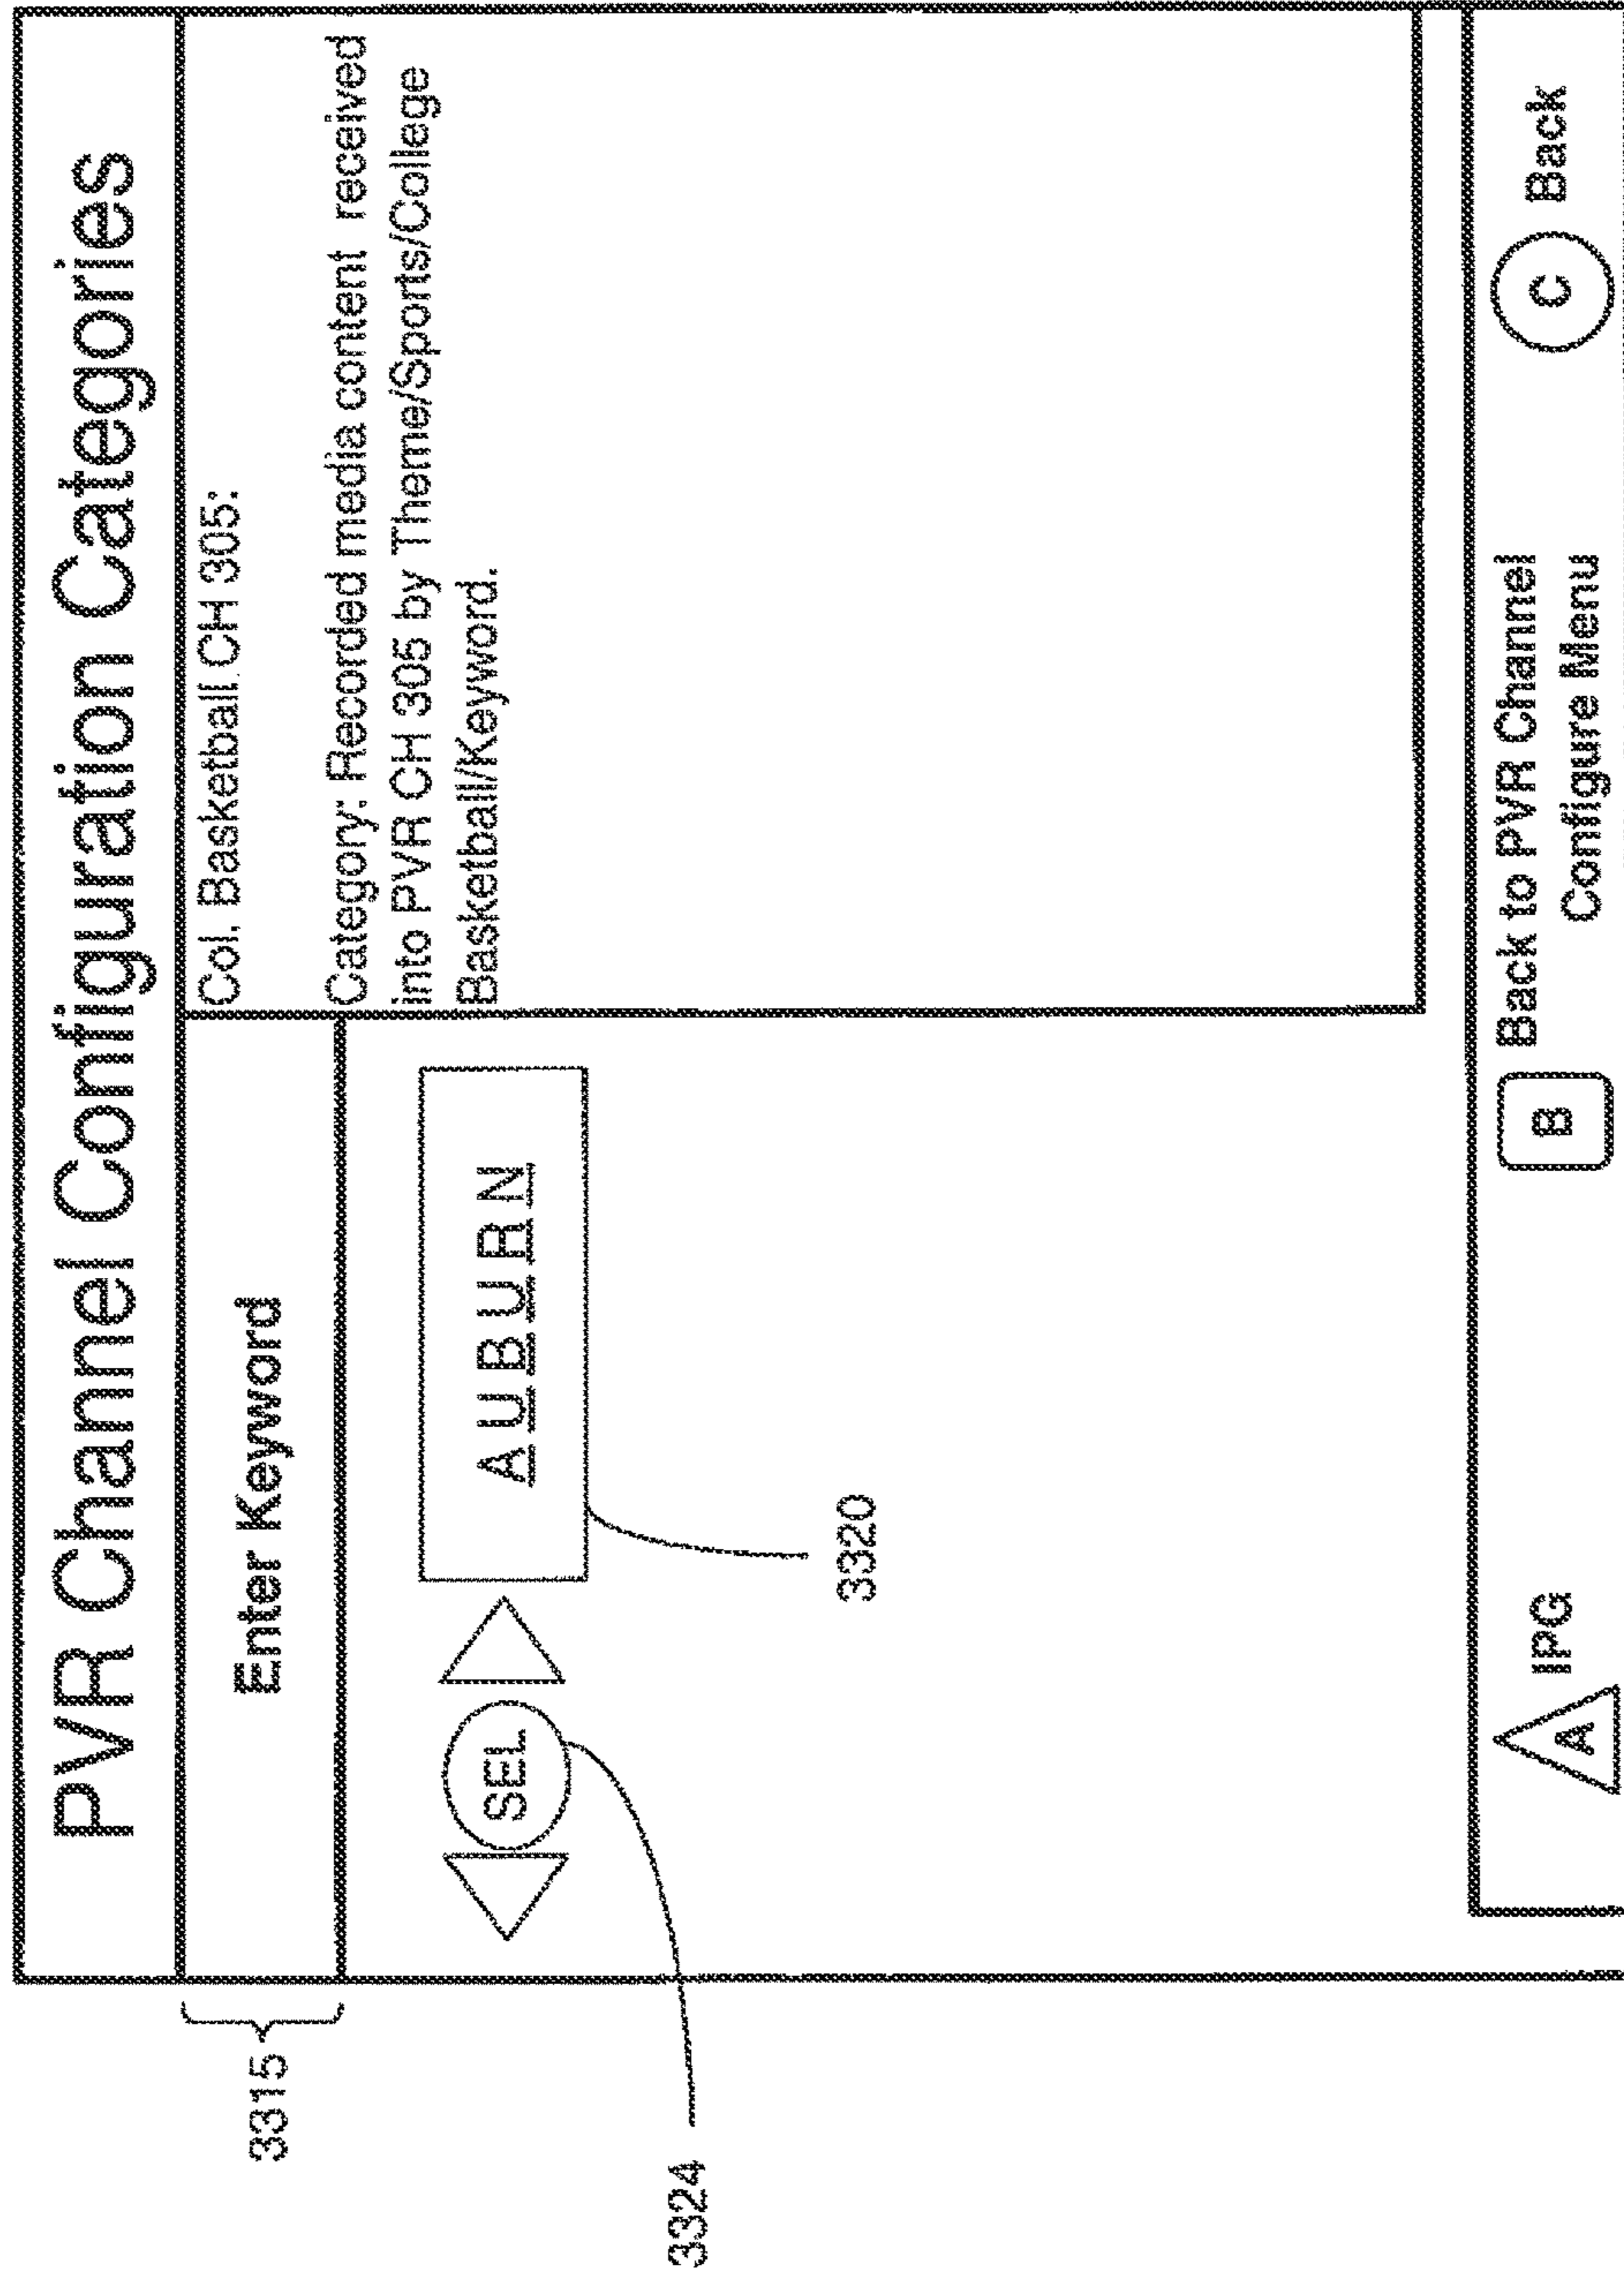 PVR Channel Configuration Categories
3315
Enter Keyword
Col. Basketball CH 305:
Category: Recorded media content received
into PVR CH 305 by Theme/Sports/College
Basketball/Keyword.
SEL
AUBURN
3324
3320
A IPG
B Back to PVR Channel
Configure Menu
C Back